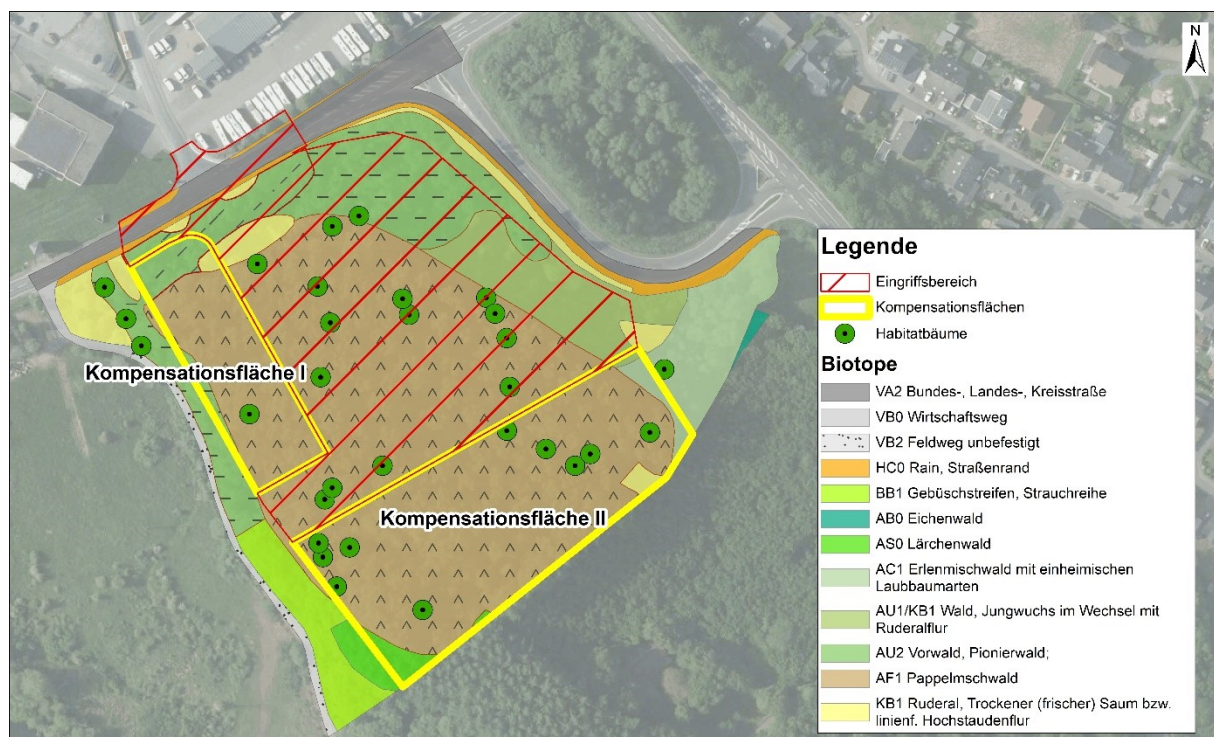 N
Legende
Eingriffsbereich
Kompensationsflächen
Habitatbäume
Biotope
VA2 Bundes-, Landes-, Kreisstraße
VB0 Wirtschaftsweg
VB2 Feldweg unbefestigt
HC0 Rain, Straßenrand
BB1 Gebüschstreifen, Strauchreihe
AB0 Eichenwald
AS0 Lärchenwald
AC1 Erlenmischwald mit einheimischen
Laubbaumarten
AU1/KB1 Wald, Jungwuchs im Wechsel mit
Ruderalflur
AU2 Vorwald, Pionierwald;
AF1 Pappelmschwald
KB1 Ruderal, Trockener (frischer) Saum bzw.
linienf. Hochstaudenflur
Kompensationsfläche I
Kompensationsfläche II